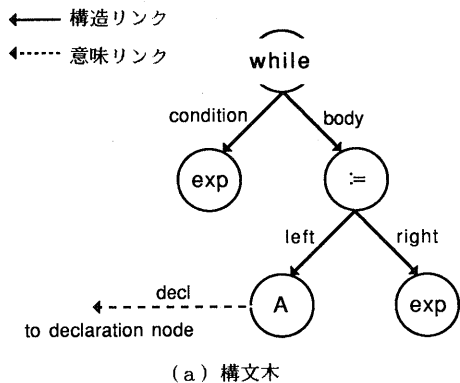 構造リンク
意味リンク
while
condition
body
exp
:=
left
right
decl
A
exp
to declaration node
(a) 構文木